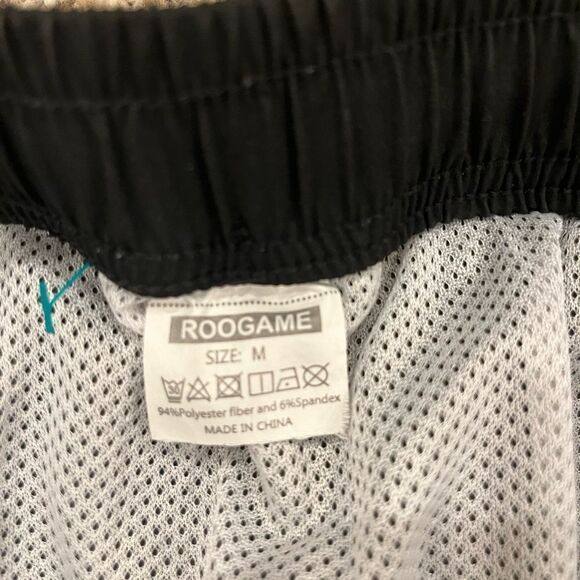 ROOGAME
SIZE: M
94%Polyester fiber and 6%Spandex
MADE IN CHINA